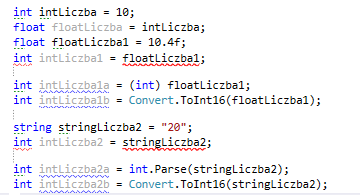 int intLiczba = 10;
float floatLiczba = intLiczba;
float floatLiczba1 = 10.4f;
int intLiczba1 = floatLiczba1;
int intLiczba1a = (int) floatLiczba1;
int intLiczba1b = Convert.ToInt16(floatLiczba1);
string stringLiczba2 = "20";
int intLiczba2 = stringLiczba2;
int intLiczba2a = int.Parse(stringLiczba2);
int intLiczba2b = Convert.ToInt16(stringLiczba2);